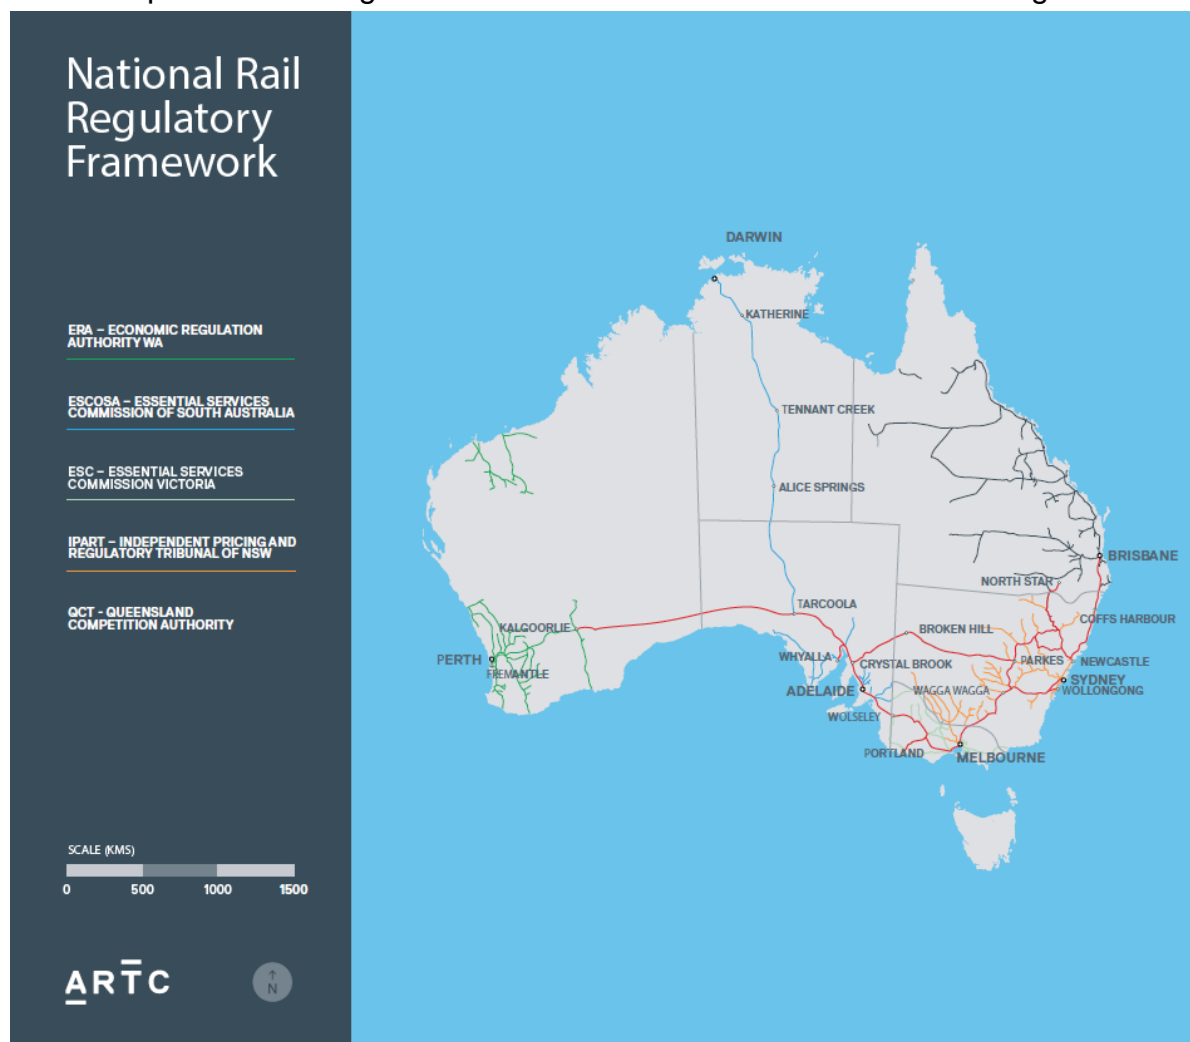 National Rail
Regulatory
Framework
ERA – ECONOMIC REGULATION
AUTHORITY WA
ESCOSA – ESSENTIAL SERVICES
COMMISSION OF SOUTH AUSTRALIA
ESC – ESSENTIAL SERVICES
COMMISSION VICTORIA
IPART – INDEPENDENT PRICING AND
REGULATORY TRIBUNAL OF NSW
QCT - QUEENSLAND
COMPETITION AUTHORITY
SCALE (KMS)
0 500 1000 1500
ARTC
N
DARWIN
KATHERINE
TENNANT CREEK
ALICE SPRINGS
BRISBANE
NORTH STAR
TARCOOLA
COFFS HARBOUR
KALGOORLIE
BROKEN HILL
PERTH
WHYALLA
CRYSTAL BROOK
PARKES
NEWCASTLE
FREMANTLE
SYDNEY
ADELAIDE
WAGGA WAGGA
WOLLONGONG
WOLSELEY
PORTLAND
MELBOURNE